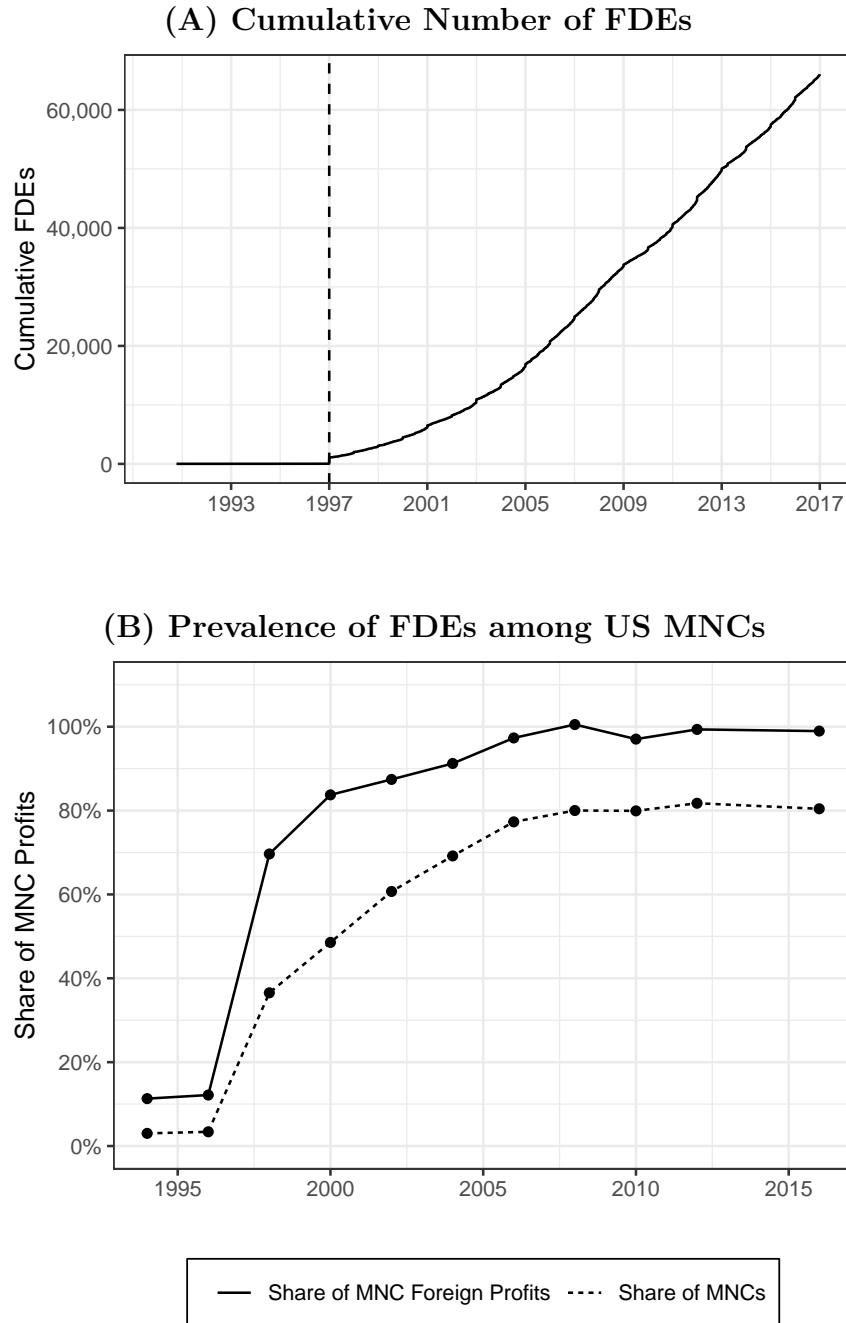 (A) Cumulative Number of FDEs
60,000
40,000
20,000
0
Cumulative FDEs
1993 1997 2001 2005 2009 2013 2017
(B) Prevalence of FDEs among US MNCs
100%
80%
60%
40%
20%
0%
Share of MNC Profits
1995 2000 2005 2010 2015
Share of MNC Foreign Profits Share of MNCs